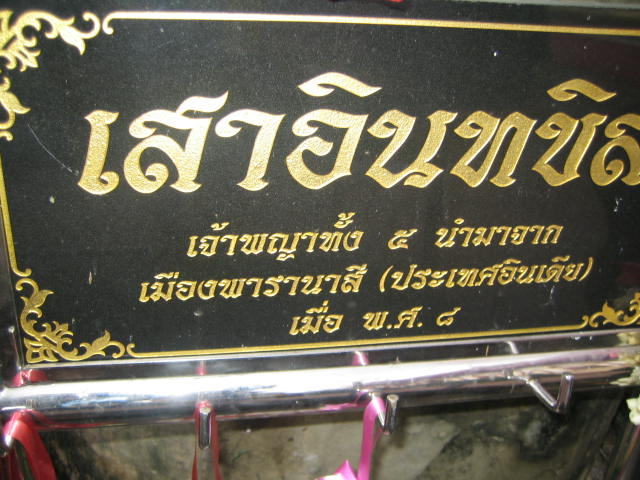 เสาอินทขิล
เจ้าพญาทั้ง ๕ นำมาจาก
เมืองพารานาสี (ประเทศอินเดีย)
เมื่อ พ.ศ. ๘